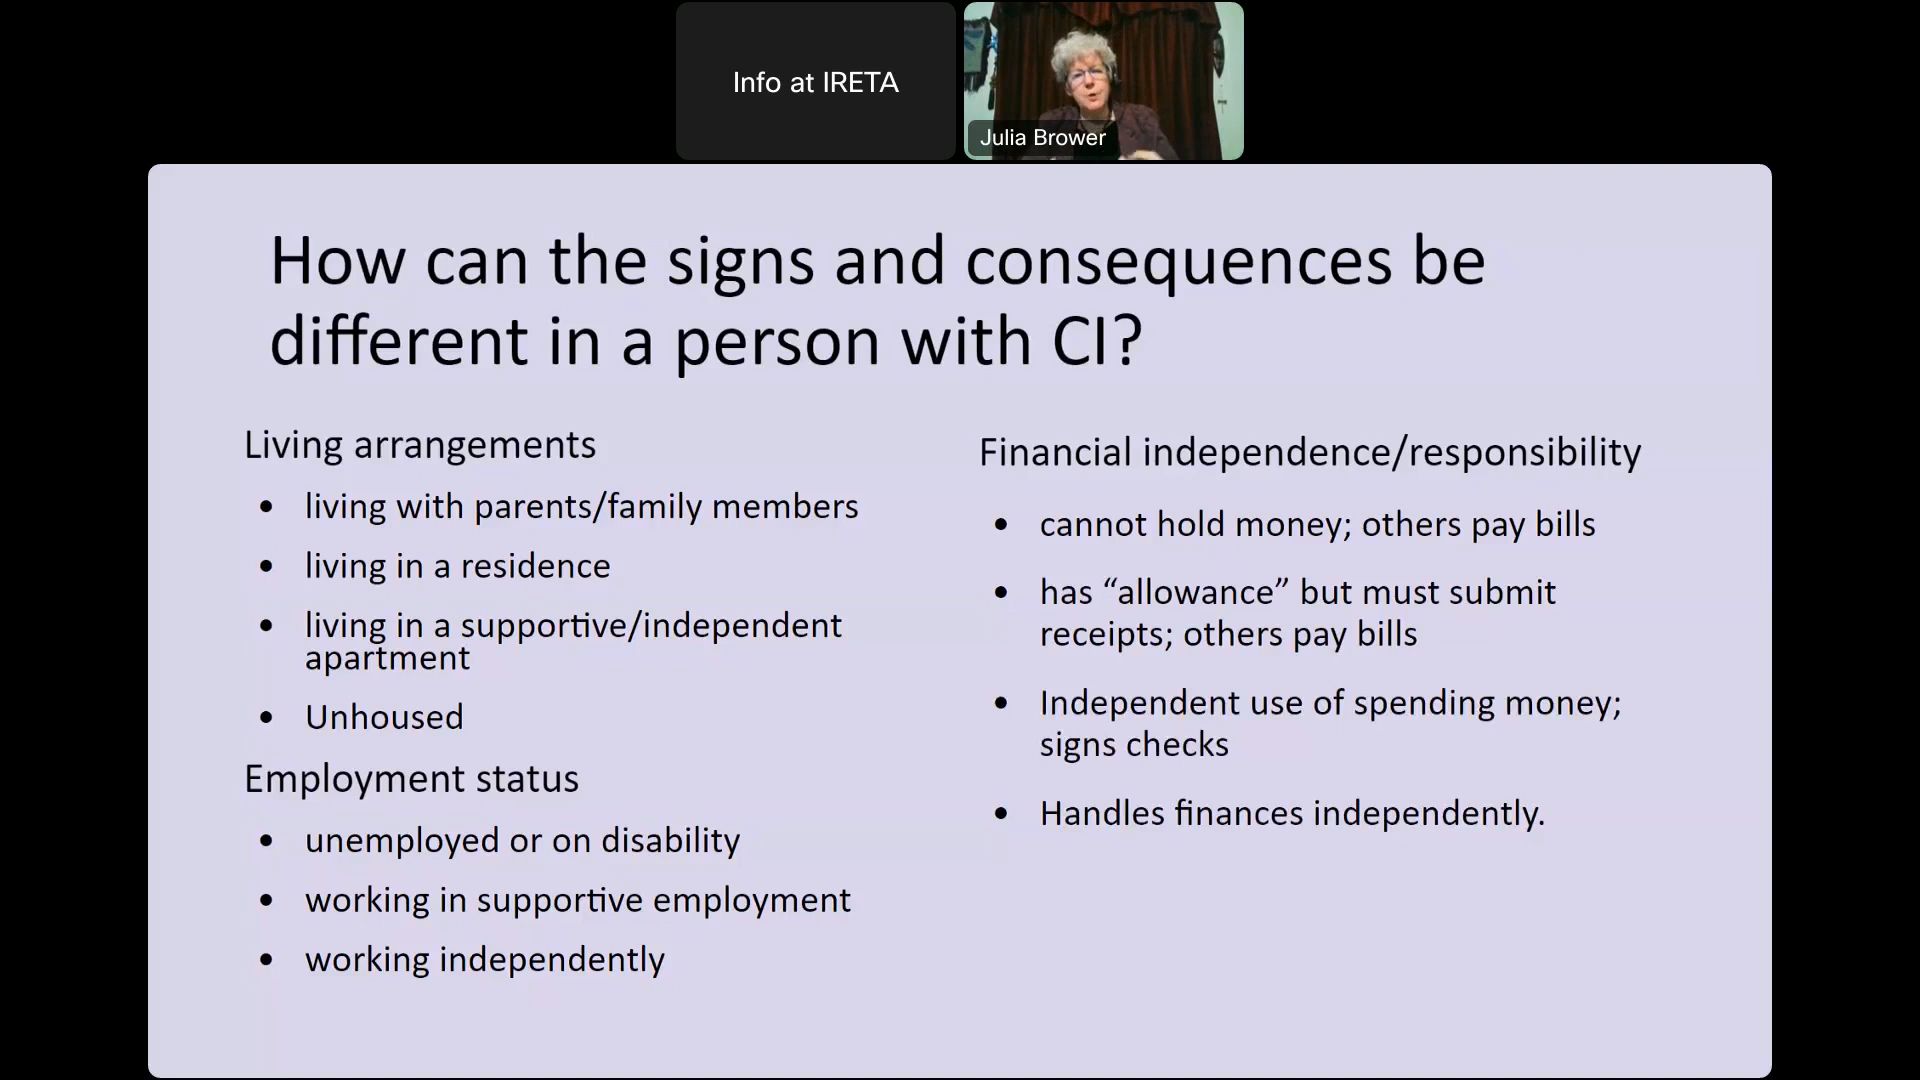 Info at IRETA
Julia Brower
How can the signs and consequences be
different in a person with CI?
Living arrangements
• living with parents/family members
• living in a residence
• living in a supportive/independent
apartment
• Unhoused
Employment status
• unemployed or on disability
• working in supportive employment
• working independently
Financial independence/responsibility
• cannot hold money; others pay bills
• has “allowance” but must submit
receipts; others pay bills
• Independent use of spending money;
signs checks
• Handles finances independently.